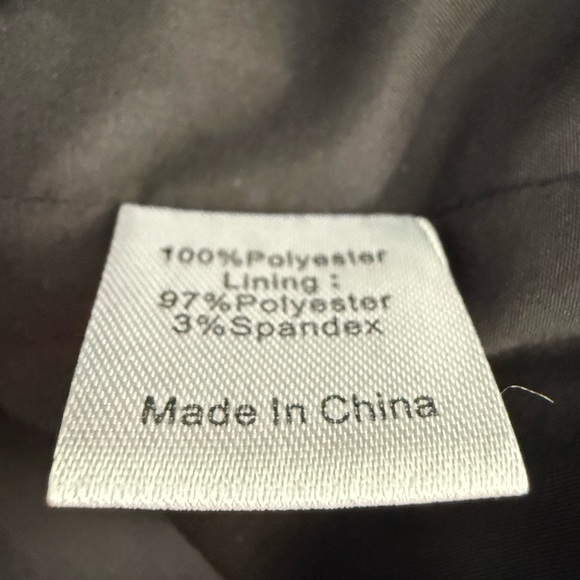 100%Polyester
Lining :
97%Polyester
3%Spandex
Made In China